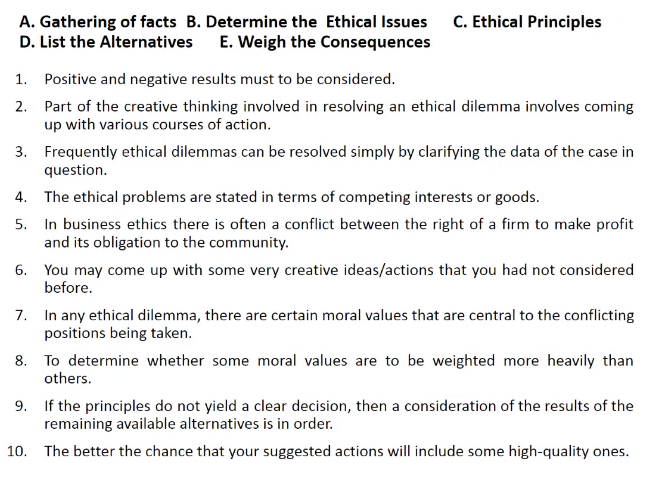 A. Gathering of facts B. Determine the Ethical Issues C. Ethical Principles
D. List the Alternatives E. Weigh the Consequences
1. Positive and negative results must to be considered.
2. Part of the creative thinking involved in resolving an ethical dilemma involves coming
up with various courses of action.
3. Frequently ethical dilemmas can be resolved simply by clarifying the data of the case in
question.
4. The ethical problems are stated in terms of competing interests or goods.
5. In business ethics there is often a conflict between the right of a firm to make profit
and its obligation to the community.
6. You may come up with some very creative ideas/actions that you had not considered
before.
7. In any ethical dilemma, there are certain moral values that are central to the conflicting
positions being taken.
8. To determine whether some moral values are to be weighted more heavily than
others.
9. If the principles do not yield a clear decision, then a consideration of the results of the
remaining available alternatives is in order.
10. The better the chance that your suggested actions will include some high-quality ones.